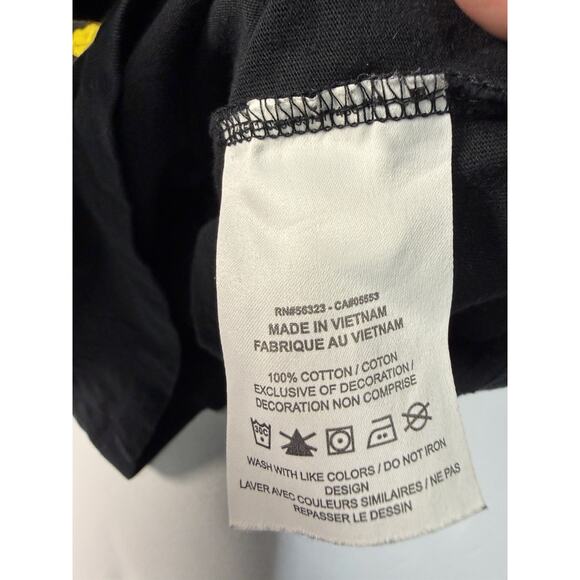 RN#56323 - CA#05553
MADE IN VIETNAM
FABRIQUE AU VIETNAM
100% COTTON / COTON
EXCLUSIVE OF DECORATION /
DECORATION NON COMPRISE
30C
WASH WITH LIKE COLORS / DO NOT IRON
DESIGN
LAVER AVEC COULEURS SIMILAIRES / NE PAS
REPASSER LE DESSIN